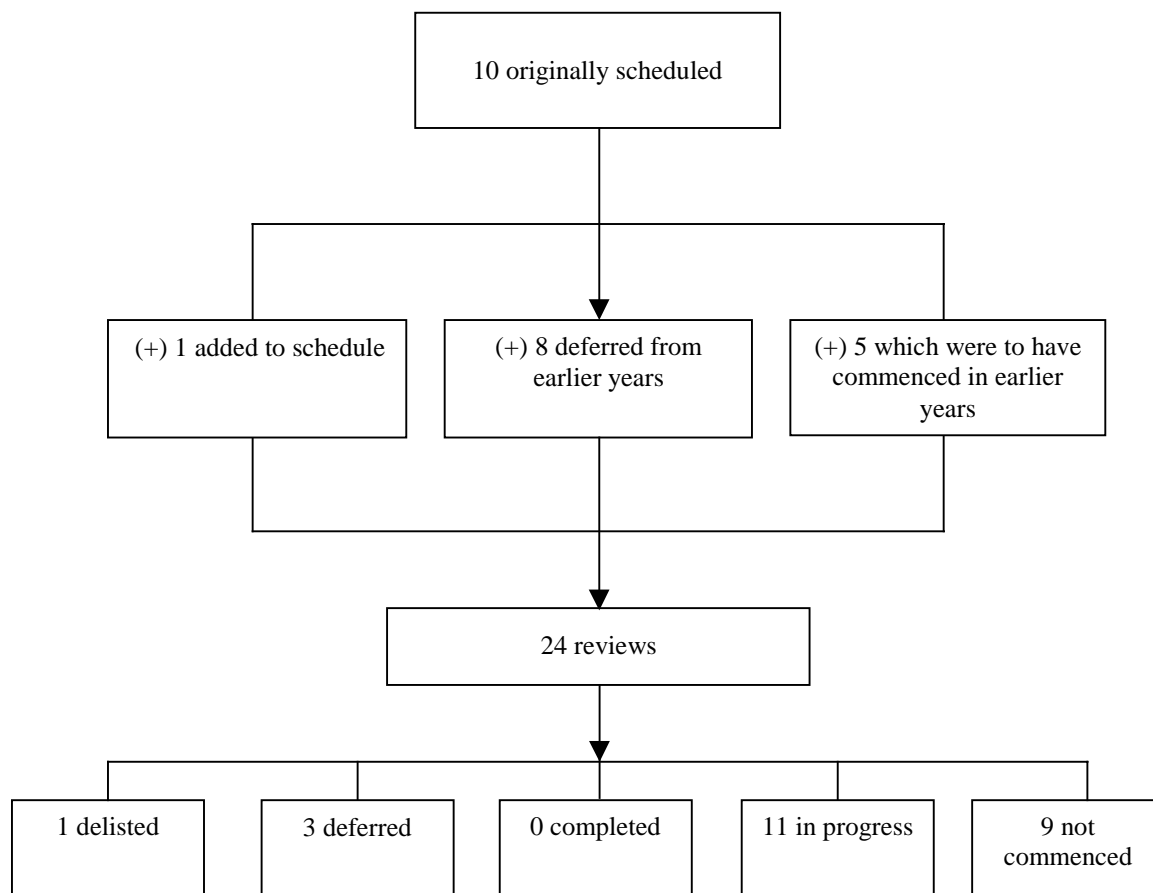 10 originally scheduled
(+) 1 added to schedule
(+) 8 deferred from
earlier years
(+) 5 which were to have
commenced in earlier
years
24 reviews
1 delisted
3 deferred
0 completed
11 in progress
9 not
commenced